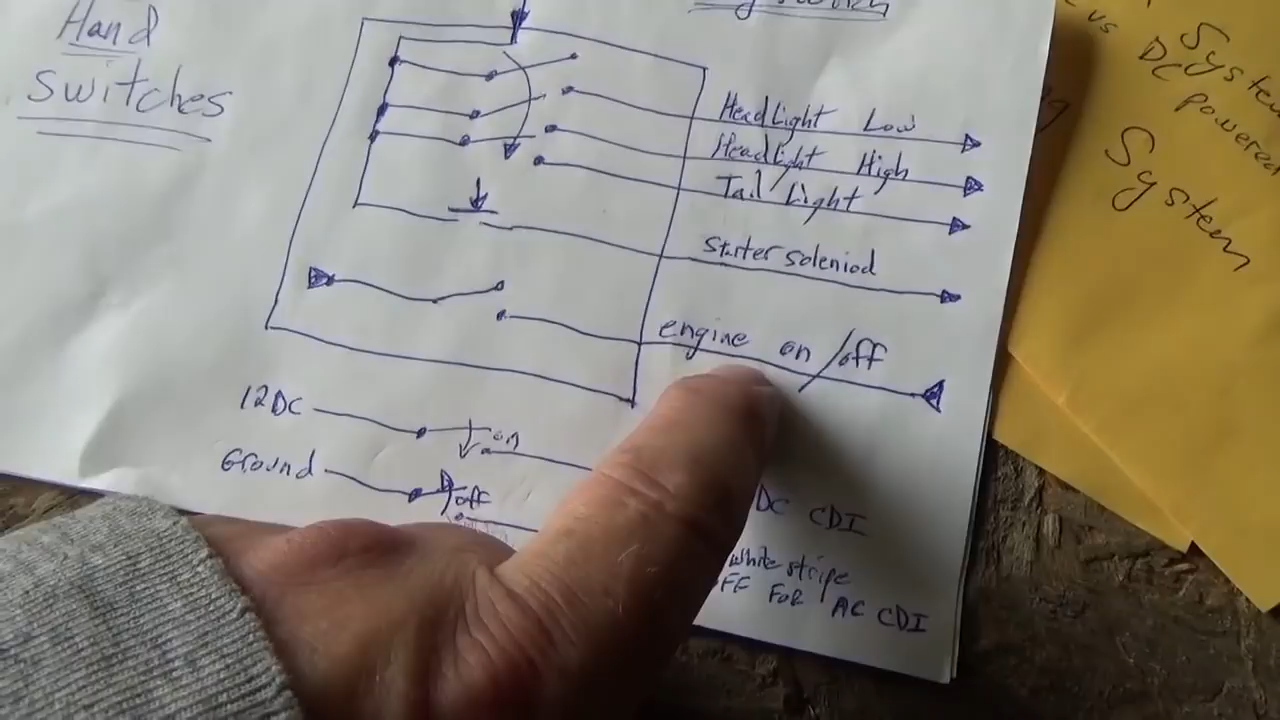 Hand
switches
HeadLight Low
Headlight High
Tail Light
starter soleniod
engine on/off
12DC
on
Ground
off
DC CDI
white stripe
FOR AC CDI
System
vs DC powered
System